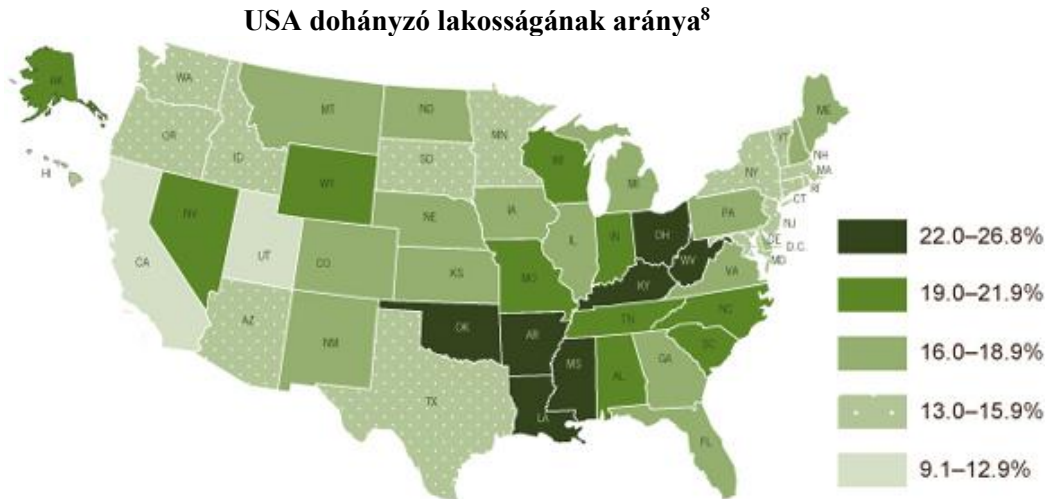 USA dohányzó lakosságának aránya⁸
WA
MT
ND
MN
ME
VT
NH
OR
ID
SD
WI
NY
MA
RI
CT
HI
WY
MI
NV
NE
IA
PA
NJ
OH
IN
IL
DE
D.C.
UT
CO
MD
CA
WV
VA
KS
MO
KY
NC
TN
AZ
NM
OK
AR
SC
MS
AL
GA
TX
LA
FL
22.0–26.8%
19.0–21.9%
16.0–18.9%
13.0–15.9%
9.1–12.9%